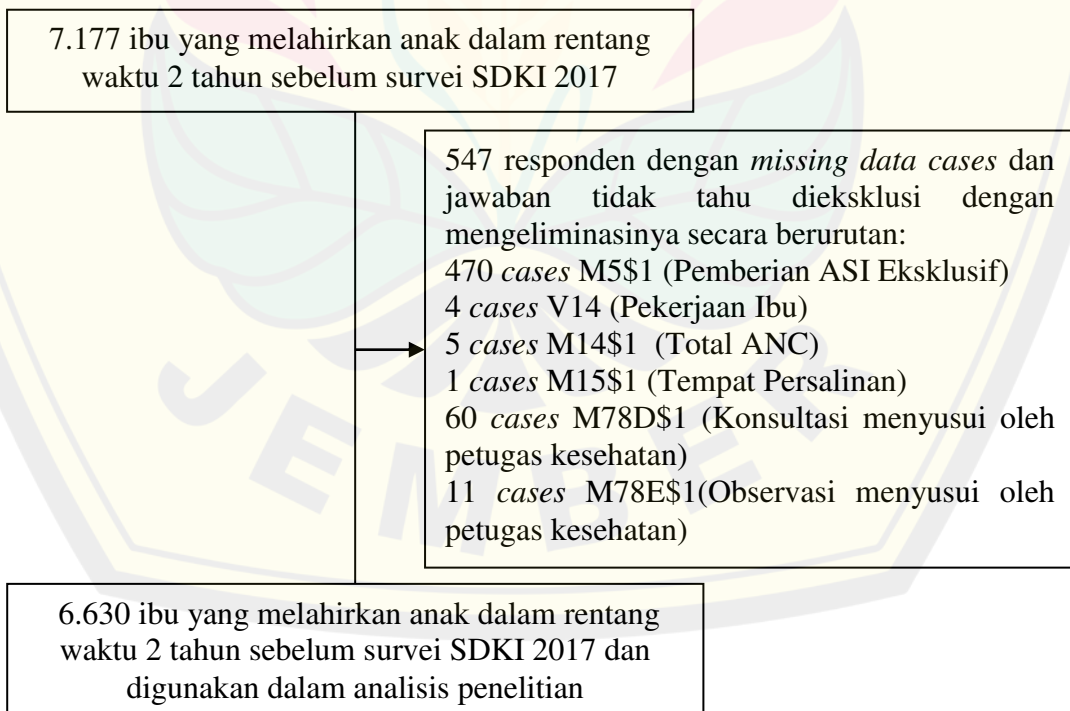 7.177 ibu yang melahirkan anak dalam rentang
waktu 2 tahun sebelum survei SDKI 2017
547 responden dengan missing data cases dan
jawaban tidak tahu dieksklusi dengan
mengeliminasinya secara berurutan:
470 cases M5$1 (Pemberian ASI Eksklusif)
4 cases V14 (Pekerjaan Ibu)
5 cases M14$1 (Total ANC)
1 cases M15$1 (Tempat Persalinan)
60 cases M78D$1 (Konsultasi menyusui oleh
petugas kesehatan)
11 cases M78E$1(Observasi menyusui oleh
petugas kesehatan)
6.630 ibu yang melahirkan anak dalam rentang
waktu 2 tahun sebelum survei SDKI 2017 dan
digunakan dalam analisis penelitian
JEMBER